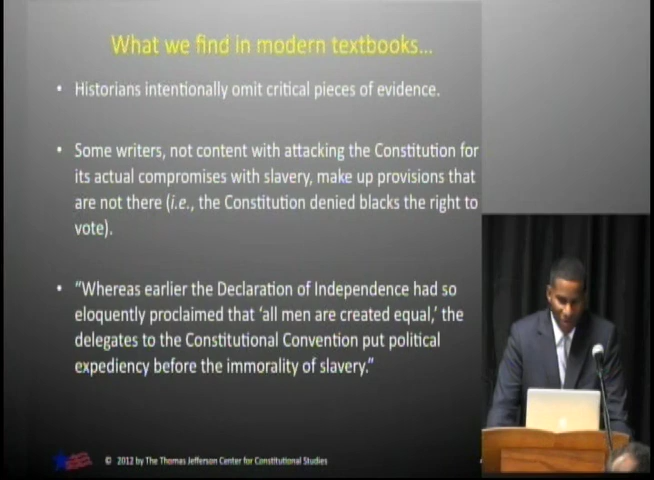 What we find in modern textbooks...
• Historians intentionally omit critical pieces of evidence.
• Some writers, not content with attacking the Constitution for
its actual compromises with slavery, make up provisions that
are not there (i.e., the Constitution denied blacks the right to
vote).
• "Whereas earlier the Declaration of Independence had so
eloquently proclaimed that 'all men are created equal,' the
delegates to the Constitutional Convention put political
expediency before the immorality of slavery."
© 2012 by The Thomas Jefferson Center for Constitutional Studies